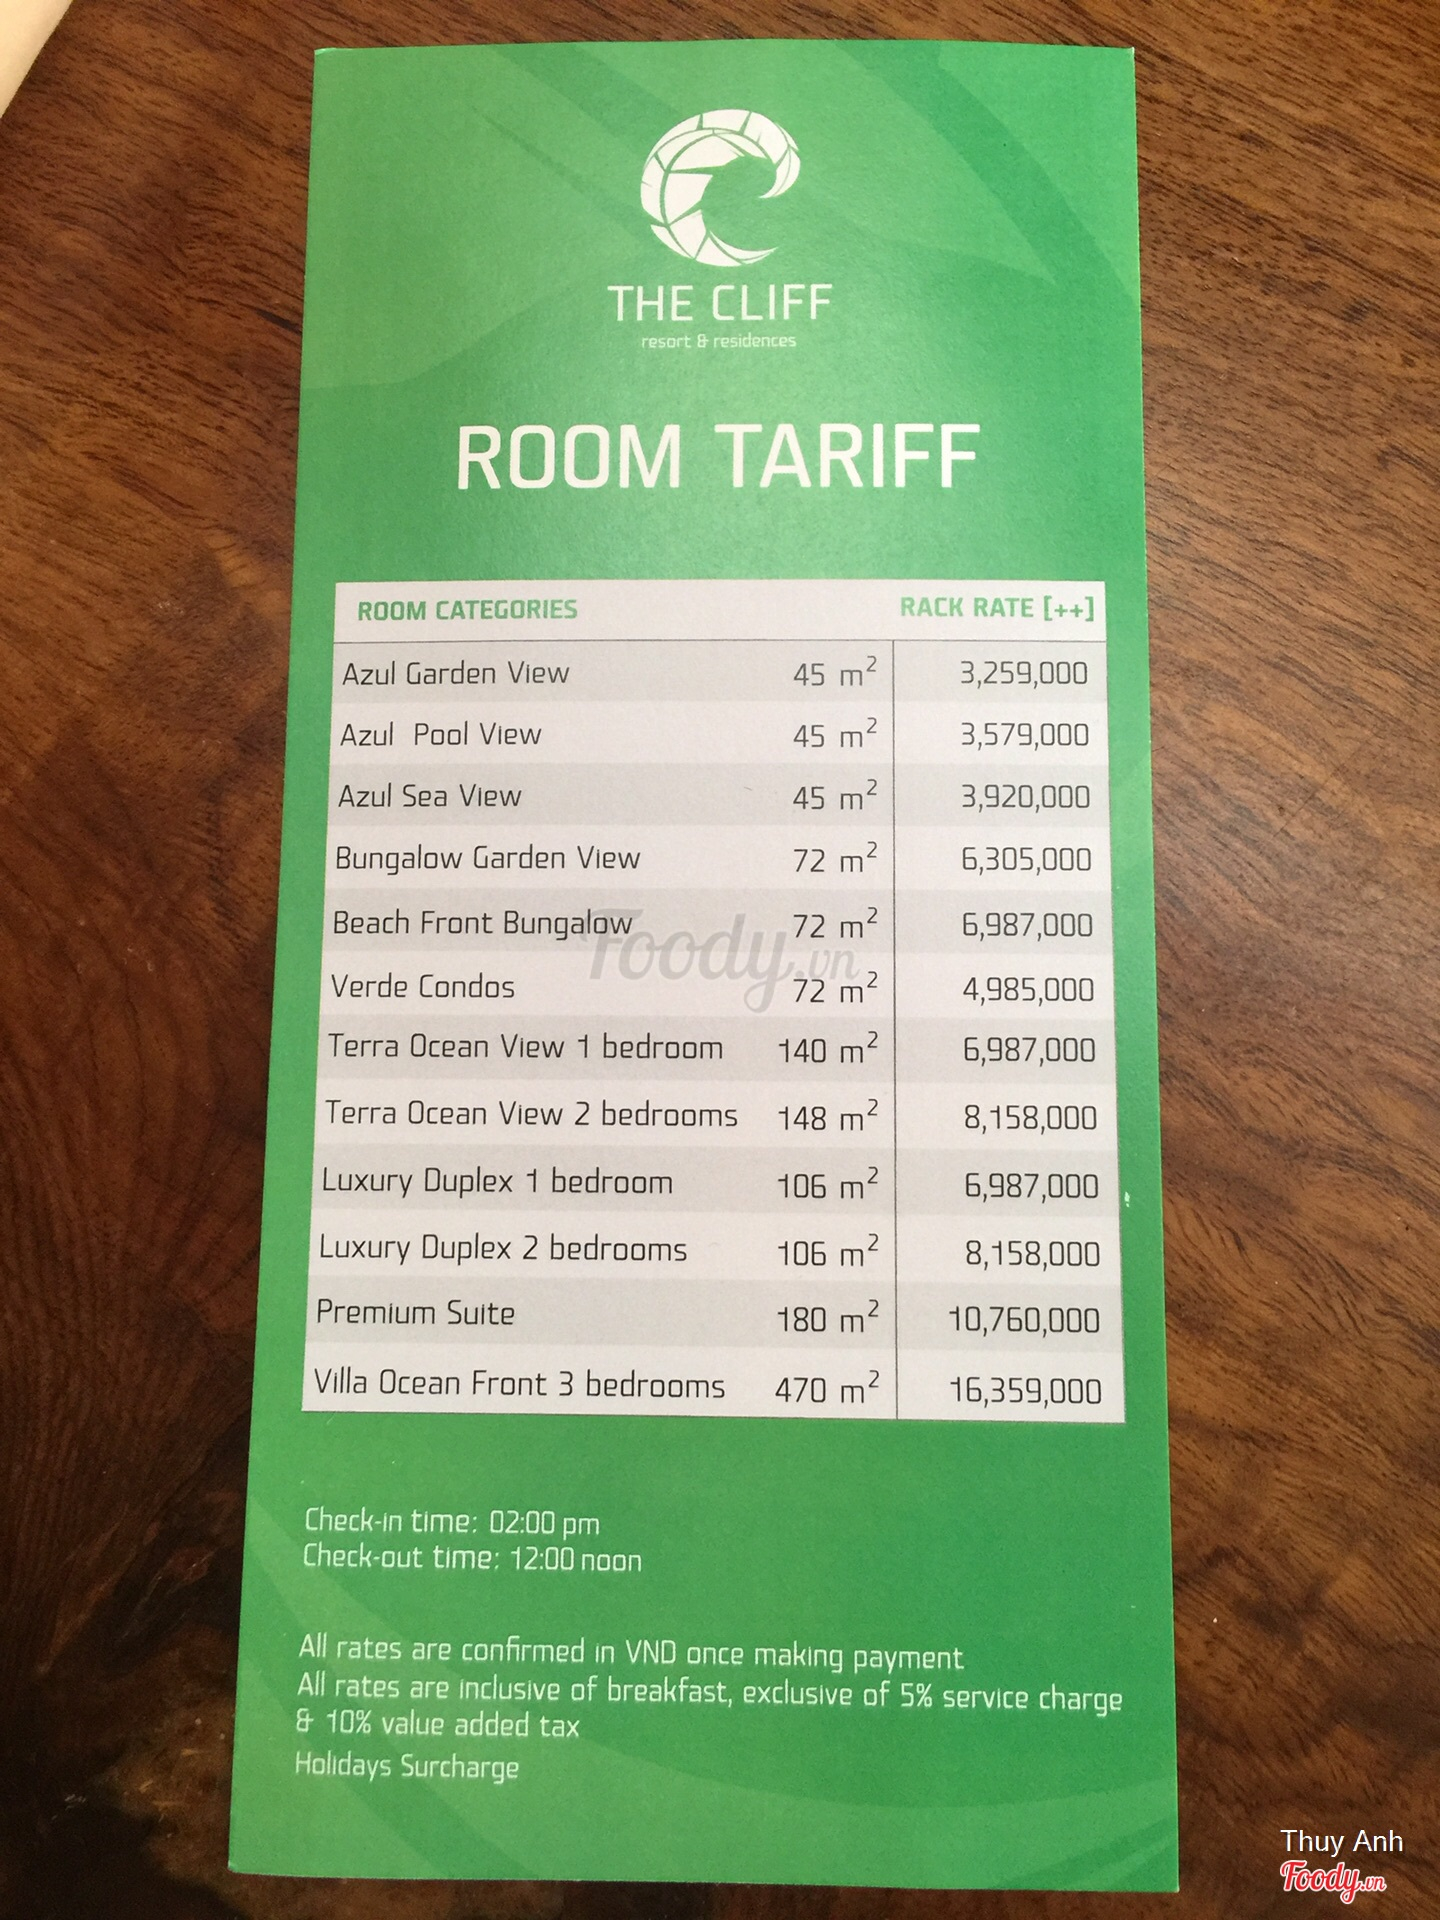 THE CLIFF
resort & residences
ROOM TARIFF
ROOM CATEGORIES RACK RATE [++]
Azul Garden View 45 m² 3,259,000
Azul Pool View 45 m² 3,579,000
Azul Sea View 45 m² 3,920,000
Bungalow Garden View 72 m² 6,305,000
Beach Front Bungalow 72 m² 6,987,000
Foody.vn
Verde Condos 72 m² 4,985,000
Terra Ocean View 1 bedroom 140 m² 6,987,000
Terra Ocean View 2 bedrooms 148 m² 8,158,000
Luxury Duplex 1 bedroom 106 m² 6,987,000
Luxury Duplex 2 bedrooms 106 m² 8,158,000
Premium Suite 180 m² 10,760,000
Villa Ocean Front 3 bedrooms 470 m² 16,359,000
Check-in time: 02:00 pm
Check-out time: 12:00 noon
All rates are confirmed in VND once making payment
All rates are inclusive of breakfast, exclusive of 5% service charge
& 10% value added tax
Holidays Surcharge
Thuy Anh
Foody.vn